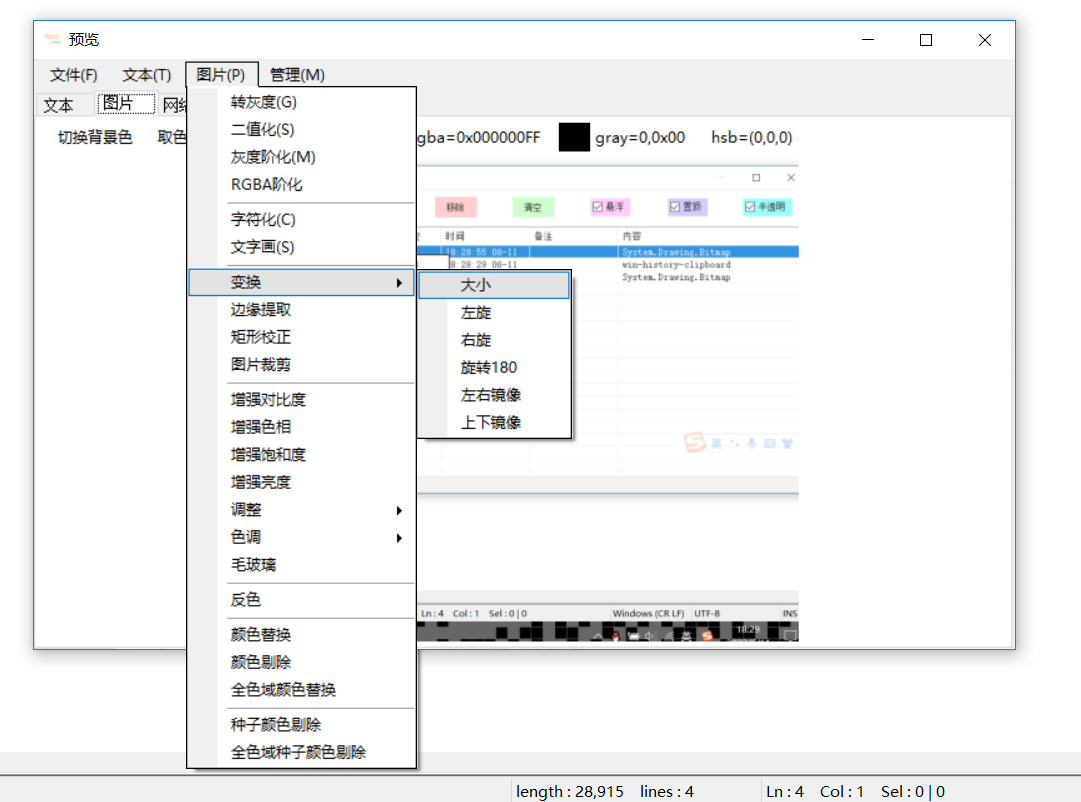 预览
文件(F) 文本(T) 图片(P) 管理(M)
文本 图片
切换背景色 取色 gba=0x000000FF gray=0,0x00 hsb=(0,0,0)
转灰度(G)
二值化(S)
灰度阶化(M)
RGBA阶化
字符化(C)
文字画(S)
变换
边缘提取
矩形校正
图片裁剪
增强对比度
增强色相
增强饱和度
增强亮度
调整
色调
毛玻璃
反色
颜色替换
颜色剔除
全色域颜色替换
种子颜色剔除
全色域种子颜色剔除
大小
左旋
右旋
旋转180
左右镜像
上下镜像
移除 清空 悬浮 置顶 半透明
时间 备注 内容
18:28:55 06-11 System.Drawing.Bitmap
8:28:29 06-11 win-history-clipboard
System.Drawing.Bitmap
英
Ln : 4 Col : 1 Sel : 0 | 0 Windows (CR LF) UTF-8 INS
英 18:29
length : 28,915 lines : 4 Ln : 4 Col : 1 Sel : 0 | 0